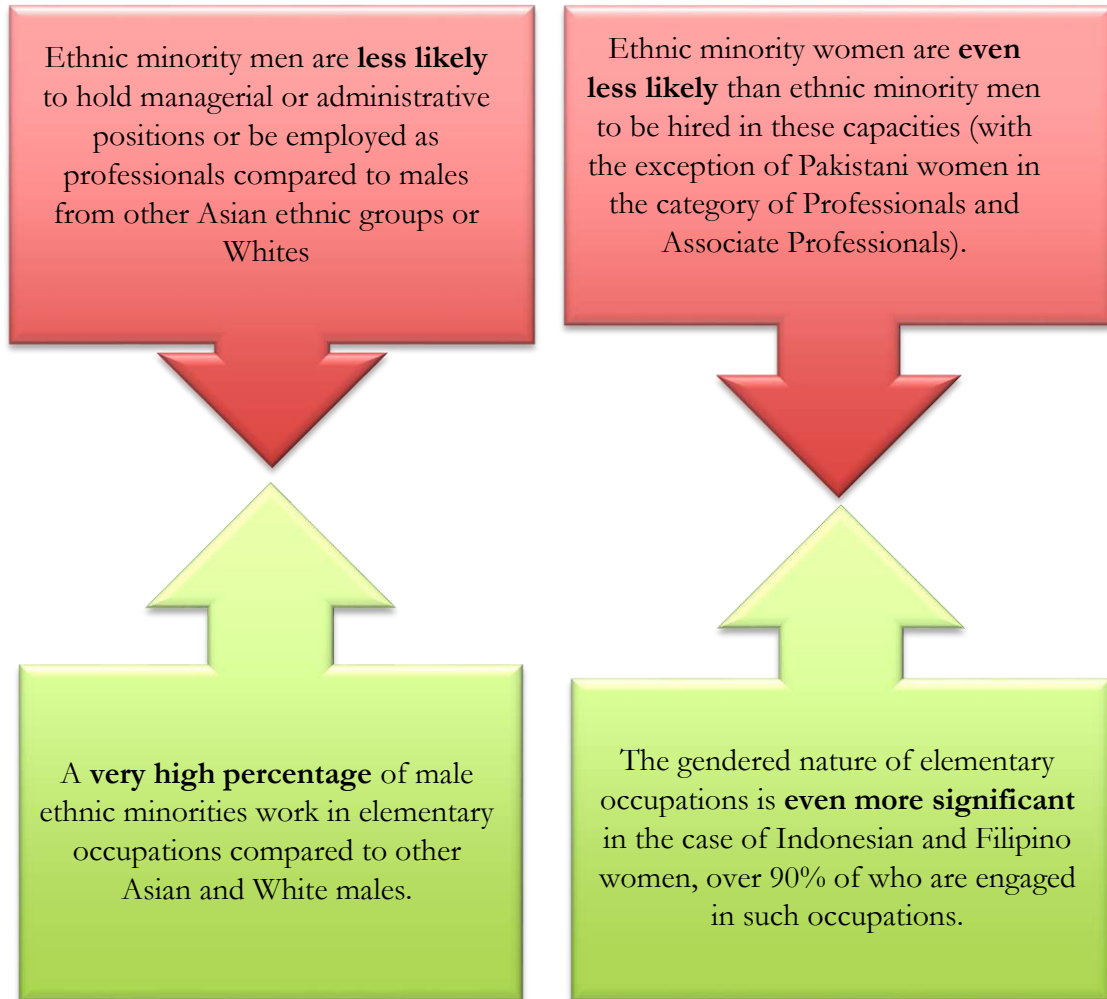 Ethnic minority men are less likely
to hold managerial or administrative
positions or be employed as
professionals compared to males
from other Asian ethnic groups or
Whites
Ethnic minority women are even
less likely than ethnic minority men
to be hired in these capacities (with
the exception of Pakistani women in
the category of Professionals and
Associate Professionals).
A very high percentage of male
ethnic minorities work in elementary
occupations compared to other
Asian and White males.
The gendered nature of elementary
occupations is even more significant
in the case of Indonesian and Filipino
women, over 90% of who are engaged
in such occupations.